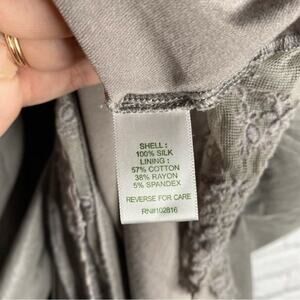 SHELL :
100% SILK
LINING :
57% COTTON
38% RAYON
5% SPANDEX
REVERSE FOR CARE
RN#102816